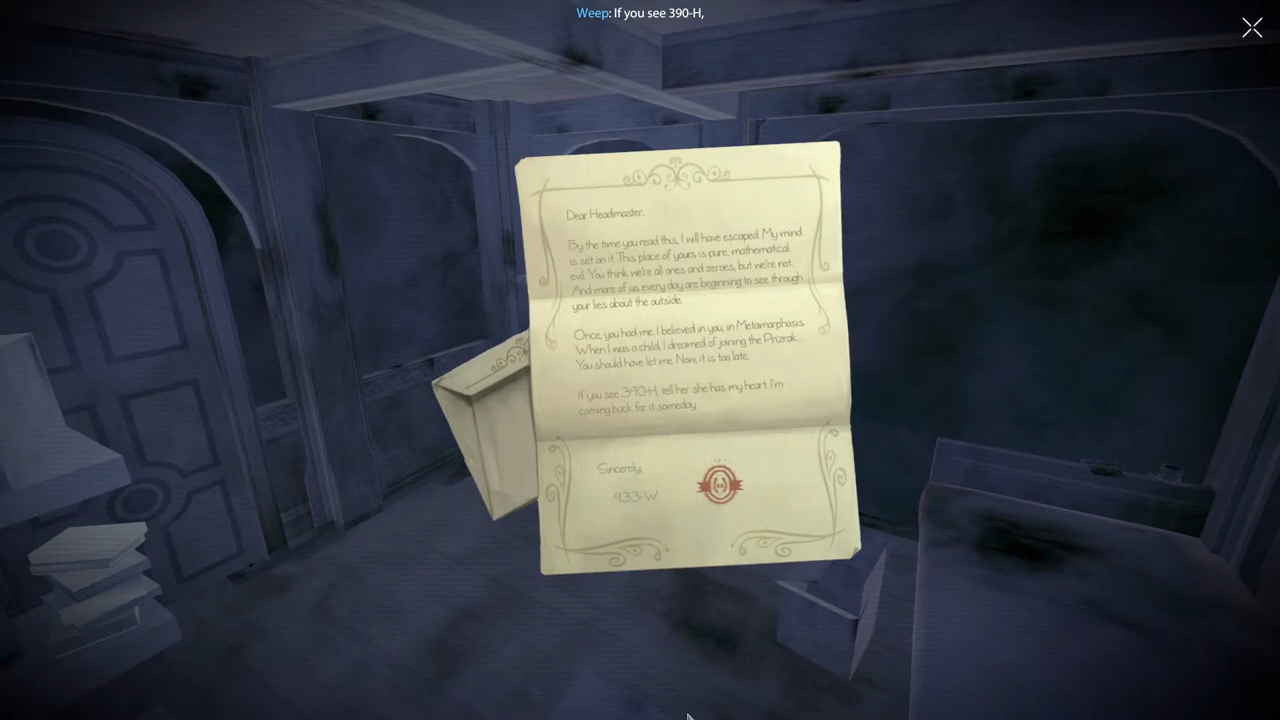 Weep: If you see 390-H,
Dear Headmaster,
By the time you read this, I will have escaped. My mind
is set on it. This place of yours is pure, mathematical
evil. You think we're all ones and zeroes, but we're not.
And more of us every day are beginning to see through
your lies about the outside.
Once, you had me. I believed in you, in Metamorphosis.
When I was a child, I dreamed of joining the Prizrak.
You should have let me. Now, it is too late.
If you see 390-H, tell her she has my heart. I'm
coming back for it someday.
Sincerely,
933-W